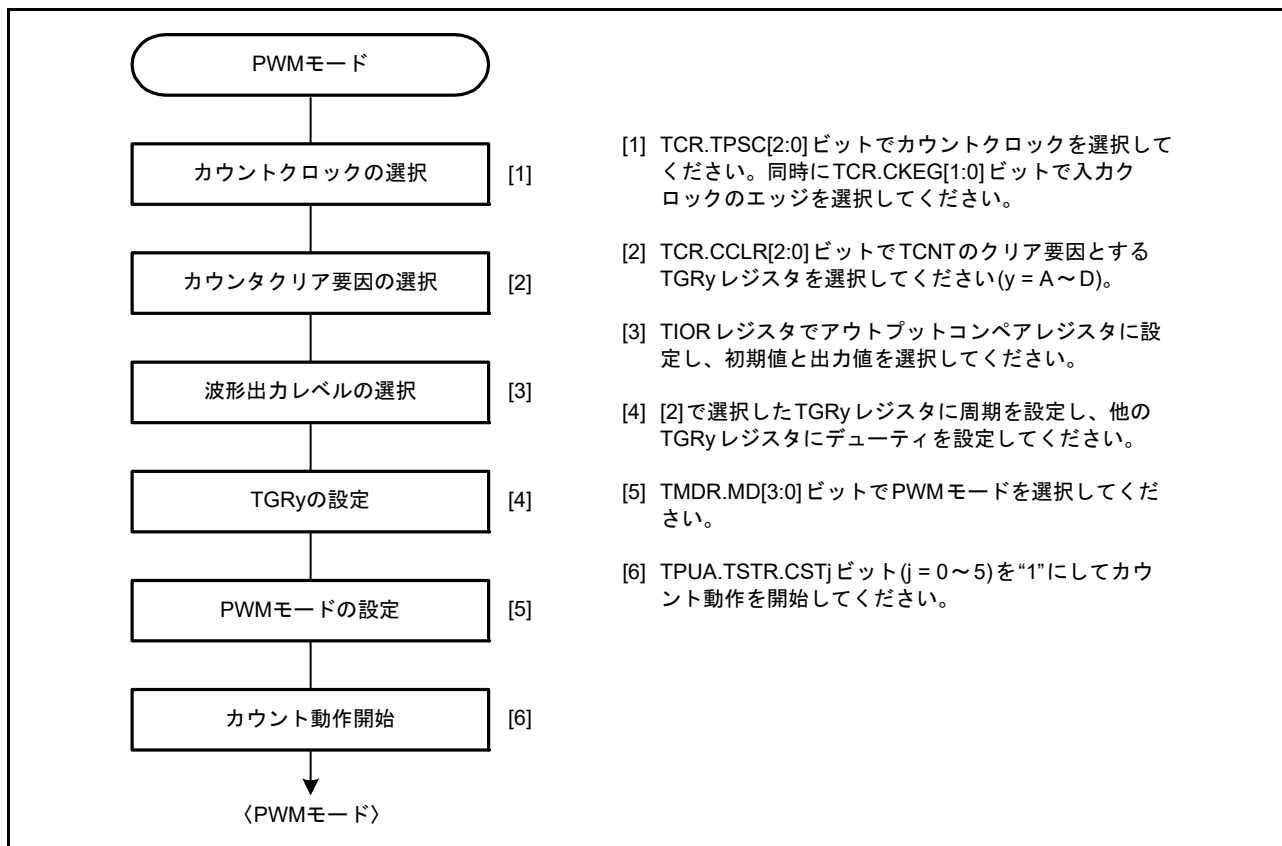 PWMモード
カウントクロックの選択 [1]
カウンタクリア要因の選択 [2]
波形出力レベルの選択 [3]
TGRyの設定 [4]
PWMモードの設定 [5]
カウント動作開始 [6]
〈PWMモード〉
[1] TCR.TPSC[2:0]ビットでカウントクロックを選択して
ください。同時にTCR.CKEG[1:0]ビットで入力ク
ロックのエッジを選択してください。
[2] TCR.CCLR[2:0]ビットでTCNTのクリア要因とする
TGRyレジスタを選択してください(y = A～D)。
[3] TIORレジスタでアウトプットコンペアレジスタに設
定し、初期値と出力値を選択してください。
[4] [2]で選択したTGRyレジスタに周期を設定し、他の
TGRyレジスタにデューティを設定してください。
[5] TMDR.MD[3:0]ビットでPWMモードを選択してくだ
さい。
[6] TPUA.TSTR.CSTjビット(j = 0～5)を“1”にしてカウ
ント動作を開始してください。